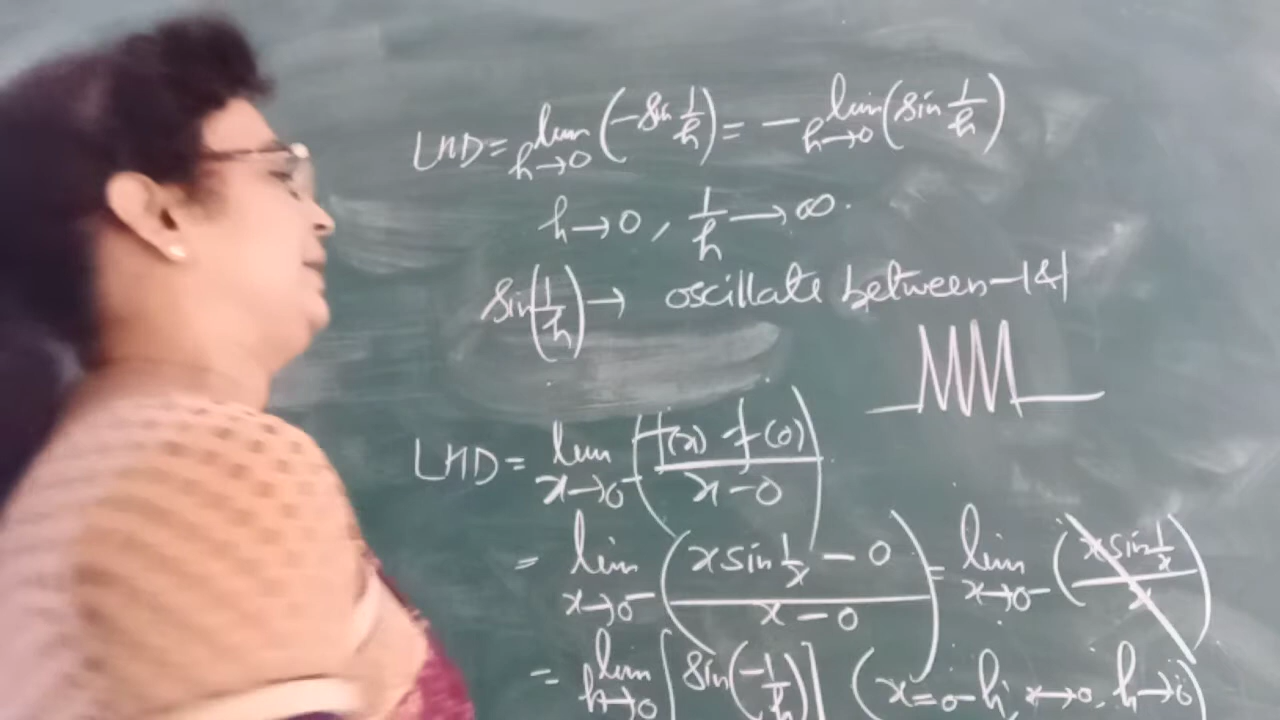 LHD = lim h→0 (-sin 1/h) = - lim h→0 (sin 1/h)
h→0, 1/h → ∞.
sin(1/h) → oscillate between -1 & 1
LHD = lim x→0⁻ (f(x) - f(0) / x - 0)
= lim x→0⁻ (x sin 1/x - 0 / x - 0) = lim x→0⁻ (x sin 1/x / x)
= lim h→0 [sin(-1/h)] (x = 0 - h, x→0, h→0)